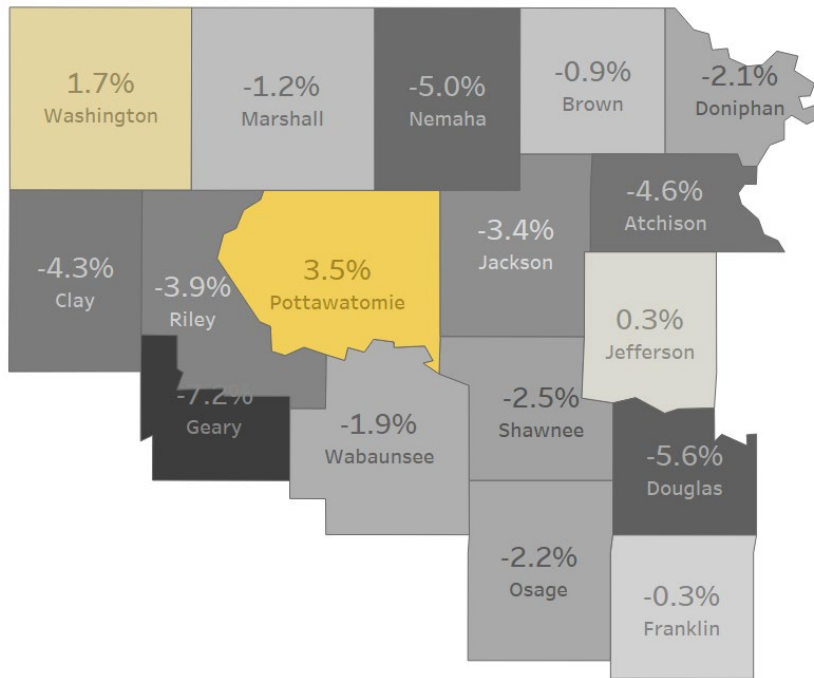 1.7%
Washington
-1.2%
Marshall
-5.0%
Nemaha
-0.9%
Brown
-2.1%
Doniphan
-4.3%
Clay
-3.9%
Riley
3.5%
Pottawatomie
-3.4%
Jackson
-4.6%
Atchison
0.3%
Jefferson
-7.2%
Geary
-1.9%
Wabaunsee
-2.5%
Shawnee
-5.6%
Douglas
-2.2%
Osage
-0.3%
Franklin